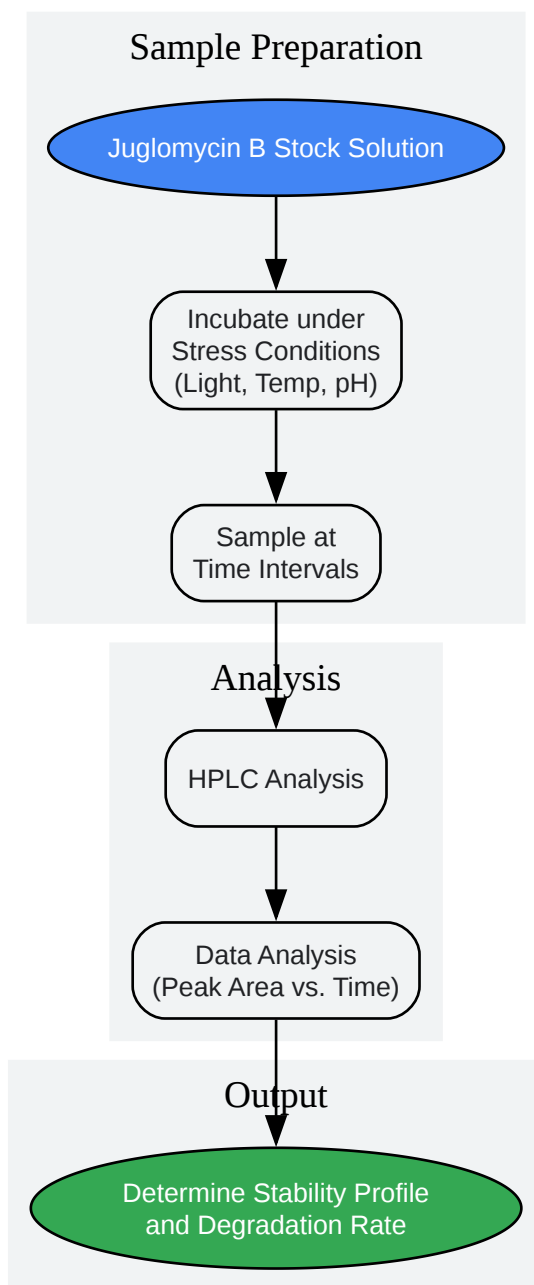 Sample Preparation
Juglomycin B Stock Solution
Incubate under
Stress Conditions
(Light, Temp, pH)
Sample at
Time Intervals
Analysis
HPLC Analysis
Data Analysis
(Peak Area vs. Time)
Output
Determine Stability Profile
and Degradation Rate